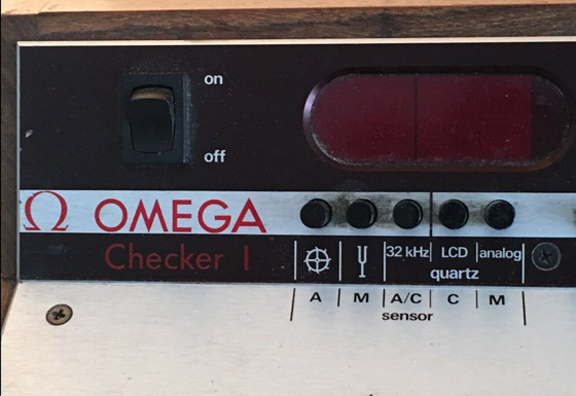 on
off
Ω OMEGA
Checker I
32 kHz LCD analog
quartz
A M A/C C M
sensor